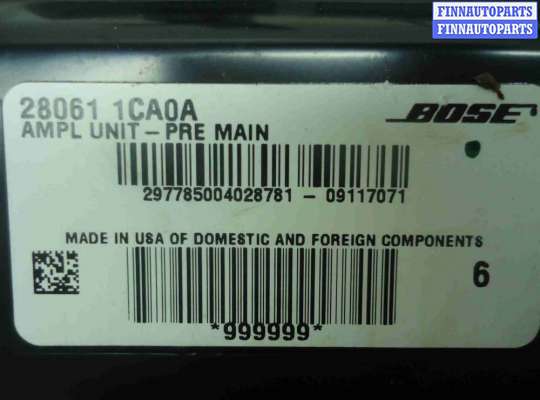 FINNAUTOPARTS
FINNAUTOPARTS
28061 1CA0A
BOSE
AMPL UNIT – PRE MAIN
297785004028781 – 09117071
MADE IN USA OF DOMESTIC AND FOREIGN COMPONENTS
6
*999999*